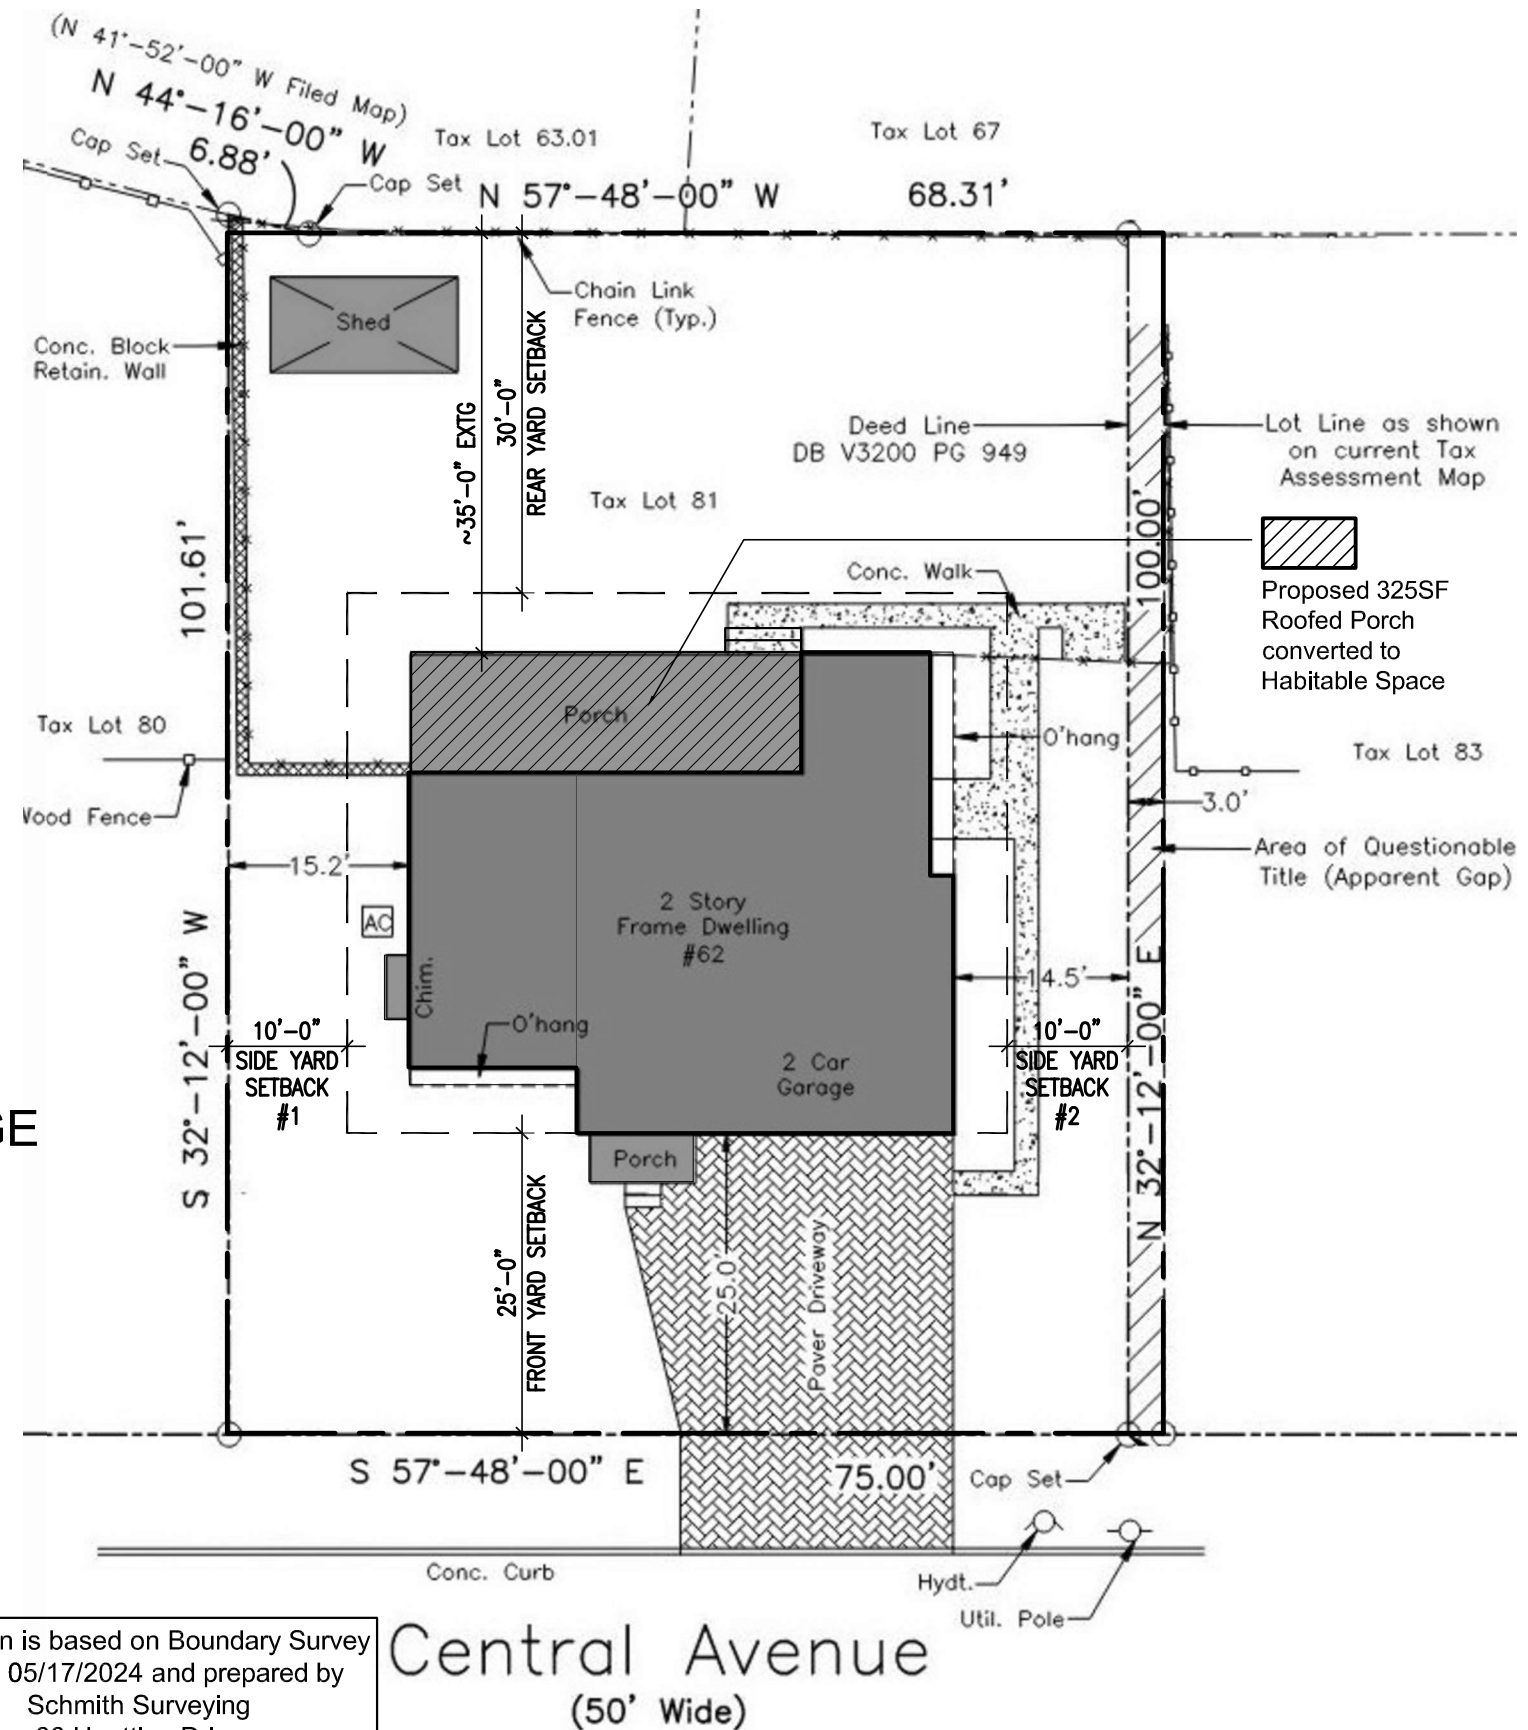 (N 41°-52'-00" W Filed Map)
N 44°-16'-00" W
Cap Set
6.88'
Tax Lot 63.01
Tax Lot 67
Cap Set
N 57°-48'-00" W
68.31'
Shed
Chain Link
Fence (Typ.)
Conc. Block
Retain. Wall
~35'-0" EXTG
30'-0"
REAR YARD SETBACK
Deed Line
DB V3200 PG 949
Lot Line as shown
on current Tax
Assessment Map
Tax Lot 81
101.61'
100.00'
Conc. Walk
Proposed 325SF
Roofed Porch
converted to
Habitable Space
Porch
Tax Lot 80
O'hang
Tax Lot 83
Wood Fence
3.0'
15.2'
Area of Questionable
Title (Apparent Gap)
AC
2 Story
Frame Dwelling
#62
Chim.
14.5'
S 32°-12'-00" W
N 32°-12'-00" E
O'hang
10'-0"
SIDE YARD
SETBACK
#1
2 Car
Garage
10'-0"
SIDE YARD
SETBACK
#2
GE
Porch
25'-0"
FRONT YARD SETBACK
25.0'
Paver Driveway
S 57°-48'-00" E
75.00'
Cap Set
Conc. Curb
Hydt.
Util. Pole
n is based on Boundary Survey
05/17/2024 and prepared by
Schmith Surveying
Central Avenue
(50' Wide)